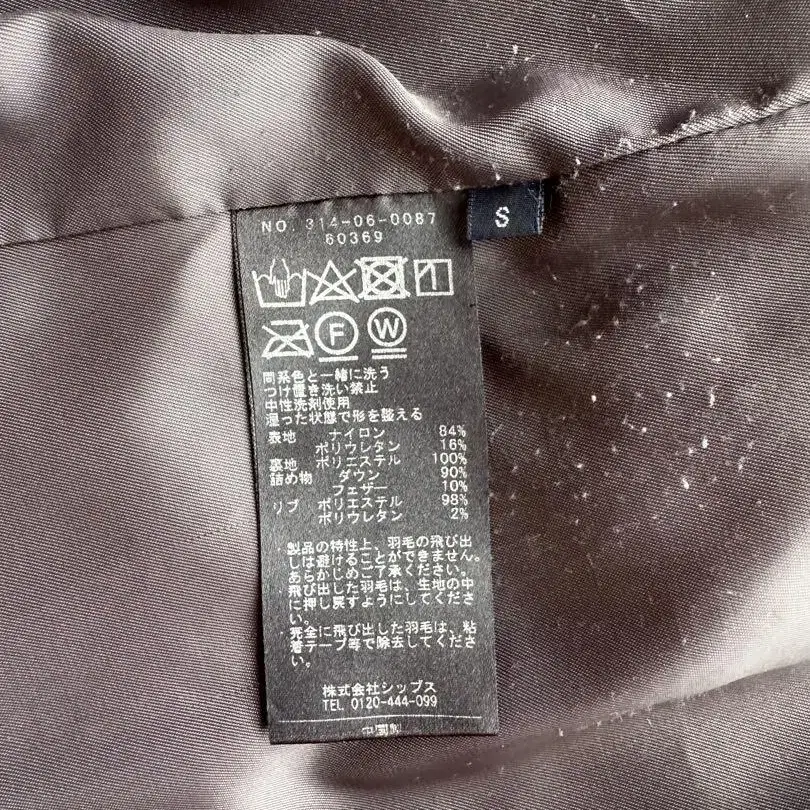 NO. 314-06-0087
60369
S
F
W
同系色と一緒に洗う
つけ置き洗い禁止
中性洗剤使用
湿った状態で形を整える
表地 ナイロン 84%
ポリウレタン 16%
裏地 ポリエステル 100%
詰め物 ダウン 90%
フェザー 10%
リブ ポリエステル 98%
ポリウレタン 2%
・製品の特性上、羽毛の飛び出
しは避けることができません。
あらかじめご了承ください。
・飛び出した羽毛は、生地の中
に押し戻すようにしてくださ
い。
・完全に飛び出した羽毛は、粘
着テープ等で除去してくださ
い。
株式会社シップス
TEL 0120-444-099
中国製